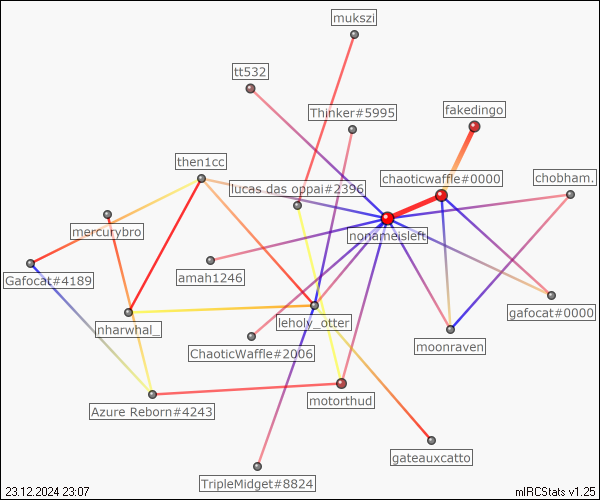 mukszi
tt532
Thinker#5995
fakedingo
then1cc
chaoticwaffle#0000
chobham.
lucas das oppai#2396
mercurybro
nonameisleft
Gafocat#4189
amah1246
gafocat#0000
nharwhal_
leholy_otter
ChaoticWaffle#2006
moonraven
Azure Reborn#4243
motorthud
gateauxcatto
TripleMidget#8824
23.12.2024 23:07
mIRCStats v1.25